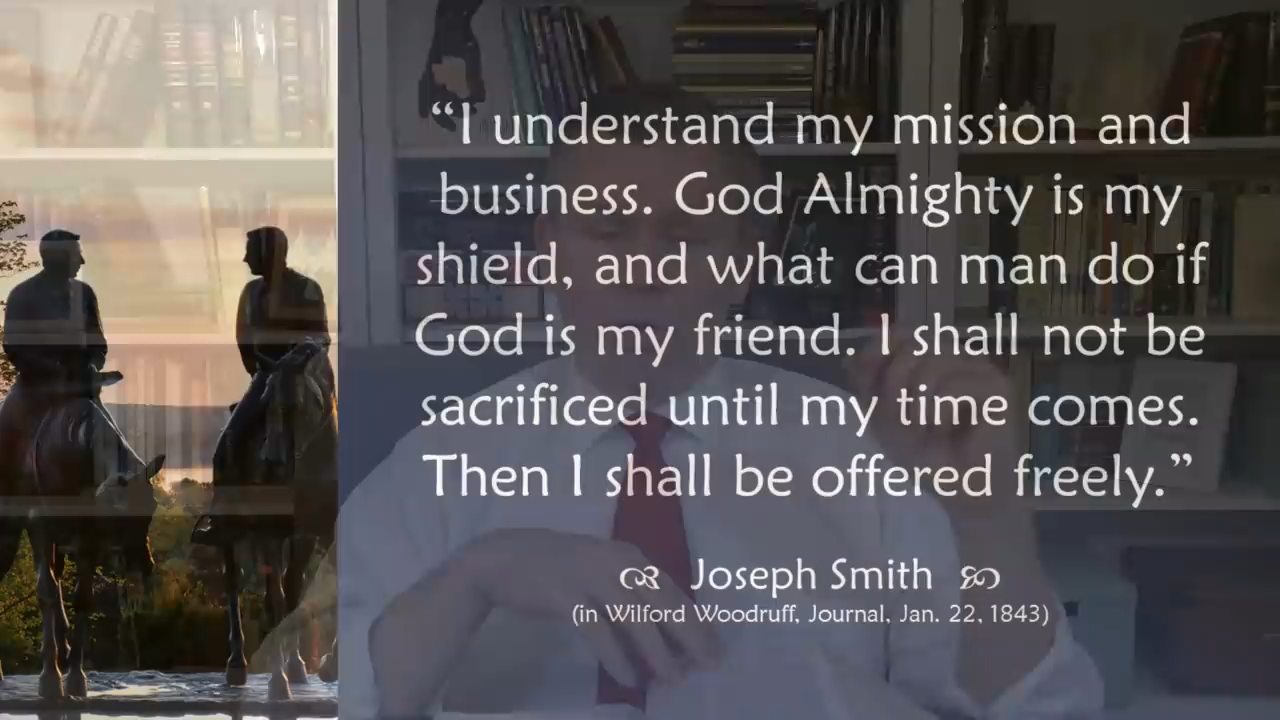 “I understand my mission and
business. God Almighty is my
shield, and what can man do if
God is my friend. I shall not be
sacrificed until my time comes.
Then I shall be offered freely.”
Joseph Smith
(in Wilford Woodruff, Journal, Jan. 22, 1843)